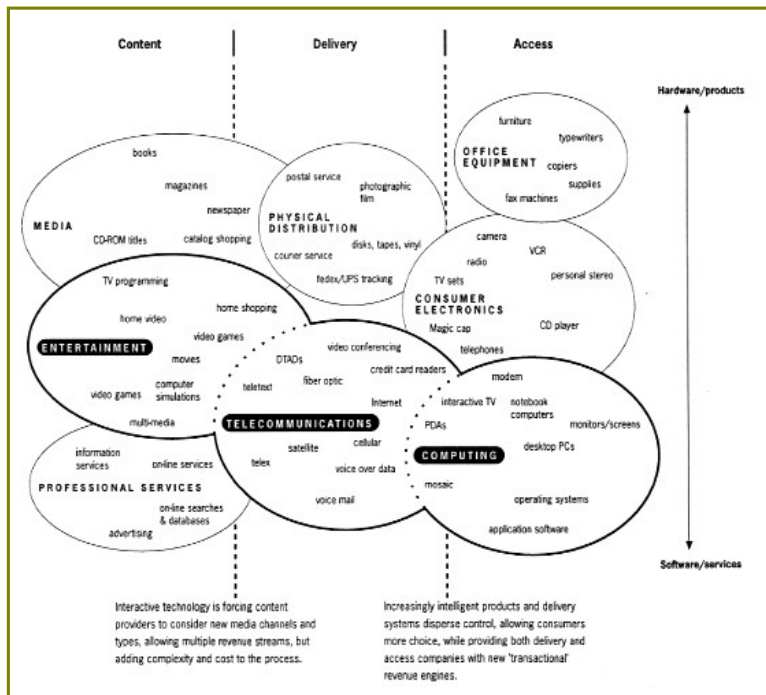 Content
Delivery
Access
Hardware/products
furniture
typewriters
OFFICE
EQUIPMENT
copiers
supplies
fax machines
books
magazines
newspaper
MEDIA
CD-ROM titles
catalog shopping
postal service
photographic
film
PHYSICAL
DISTRIBUTION
disks, tapes, vinyl
courier service
fedex/UPS tracking
camera
VCR
radio
personal stereo
TV sets
CONSUMER
ELECTRONICS
Magic cap
CD player
telephones
TV programming
home shopping
home video
video games
ENTERTAINMENT
movies
video games
computer
simulations
multi-media
video conferencing
DTADs
credit card readers
teletext
fiber optic
Internet
TELECOMMUNICATIONS
satellite
cellular
telex
voice over data
voice mail
modem
interactive TV
notebook
computers
PDAs
monitors/screens
desktop PCs
COMPUTING
mosaic
operating systems
application software
information
services
on-line services
PROFESSIONAL SERVICES
on-line searches
& databases
advertising
Software/services
Interactive technology is forcing content
providers to consider new media channels and
types, allowing multiple revenue streams, but
adding complexity and cost to the process.
Increasingly intelligent products and delivery
systems disperse control, allowing consumers
more choice, while providing both delivery and
access companies with new 'transactional'
revenue engines.